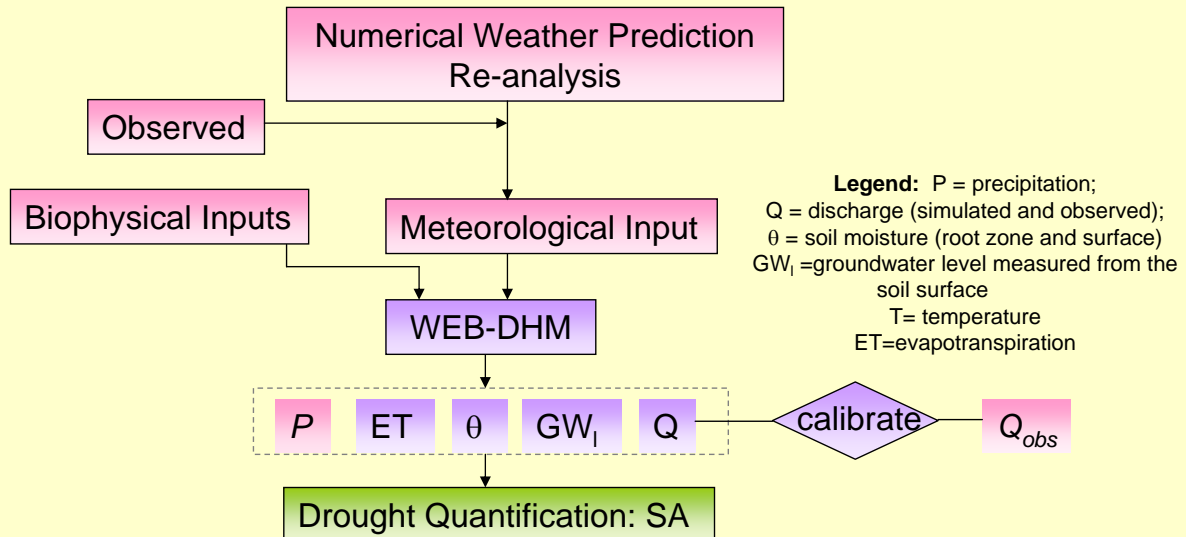 Numerical Weather Prediction
Re-analysis
Observed
Biophysical Inputs
Meteorological Input
Legend: P = precipitation;
Q = discharge (simulated and observed);
θ = soil moisture (root zone and surface)
GWl =groundwater level measured from the
soil surface
T= temperature
ET=evapotranspiration
WEB-DHM
P ET θ GWl Q calibrate Qobs
Drought Quantification: SA